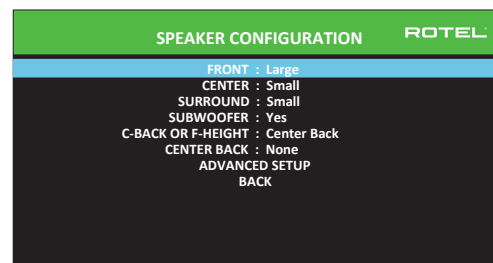 SPEAKER CONFIGURATION
ROTEL
FRONT : Large
CENTER : Small
SURROUND : Small
SUBWOOFER : Yes
C-BACK OR F-HEIGHT : Center Back
CENTER BACK : None
ADVANCED SETUP
BACK